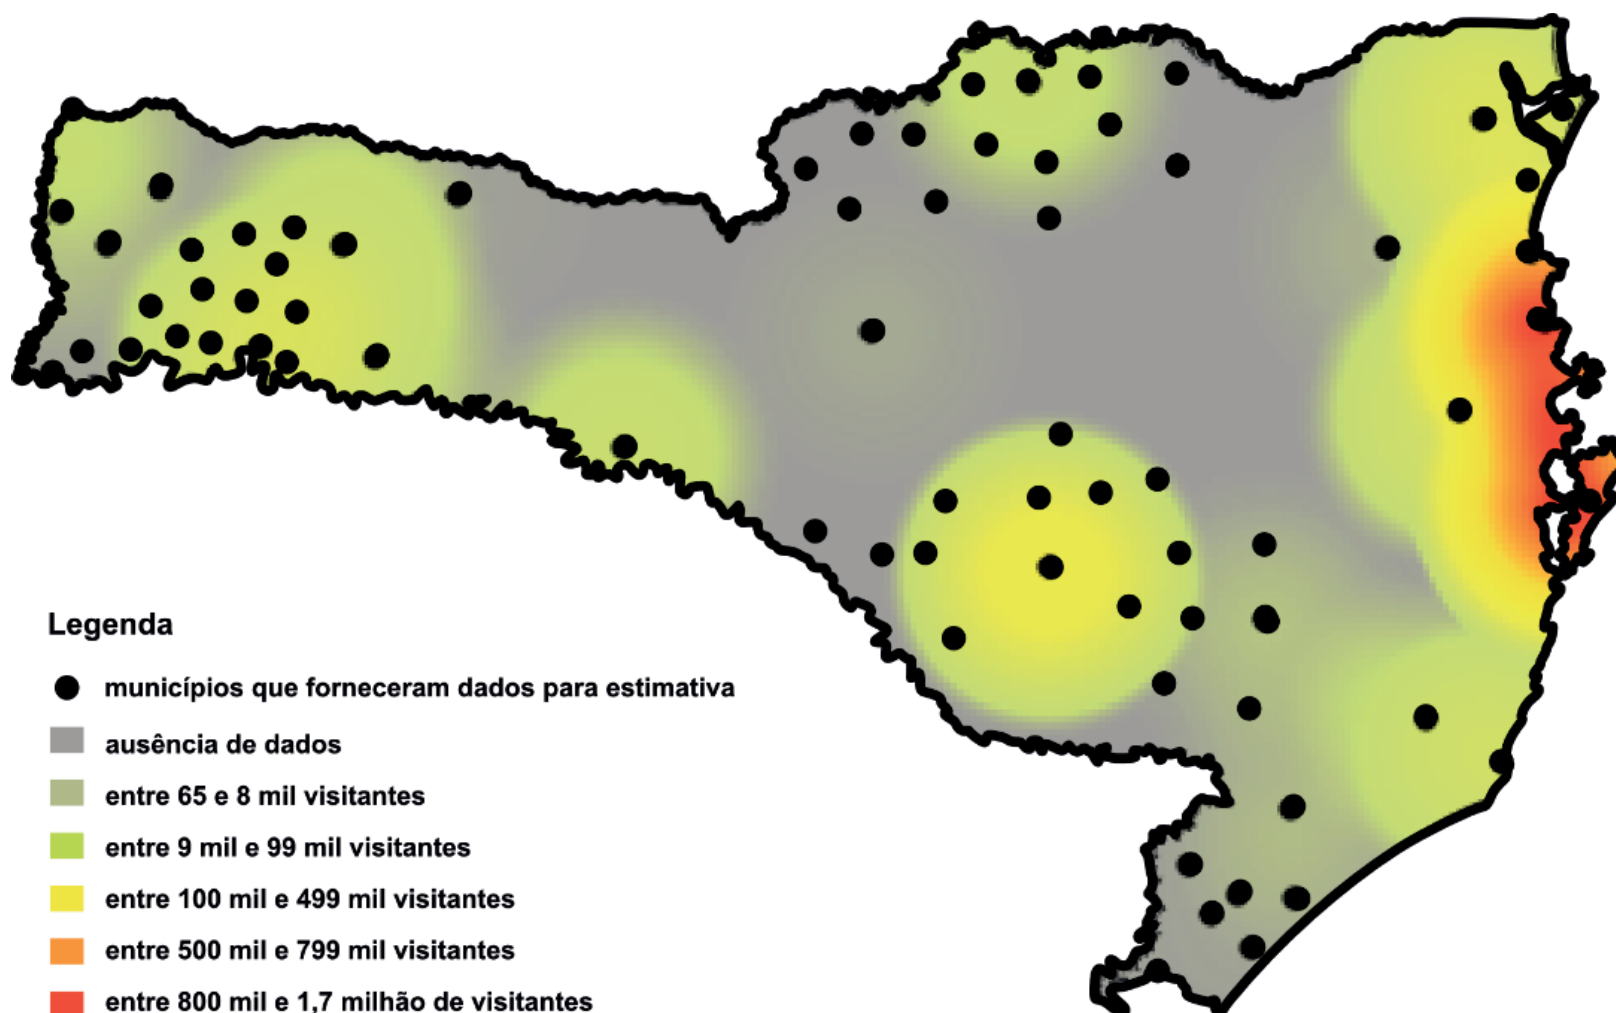 Legenda
municípios que forneceram dados para estimativa
ausência de dados
entre 65 e 8 mil visitantes
entre 9 mil e 99 mil visitantes
entre 100 mil e 499 mil visitantes
entre 500 mil e 799 mil visitantes
entre 800 mil e 1,7 milhão de visitantes